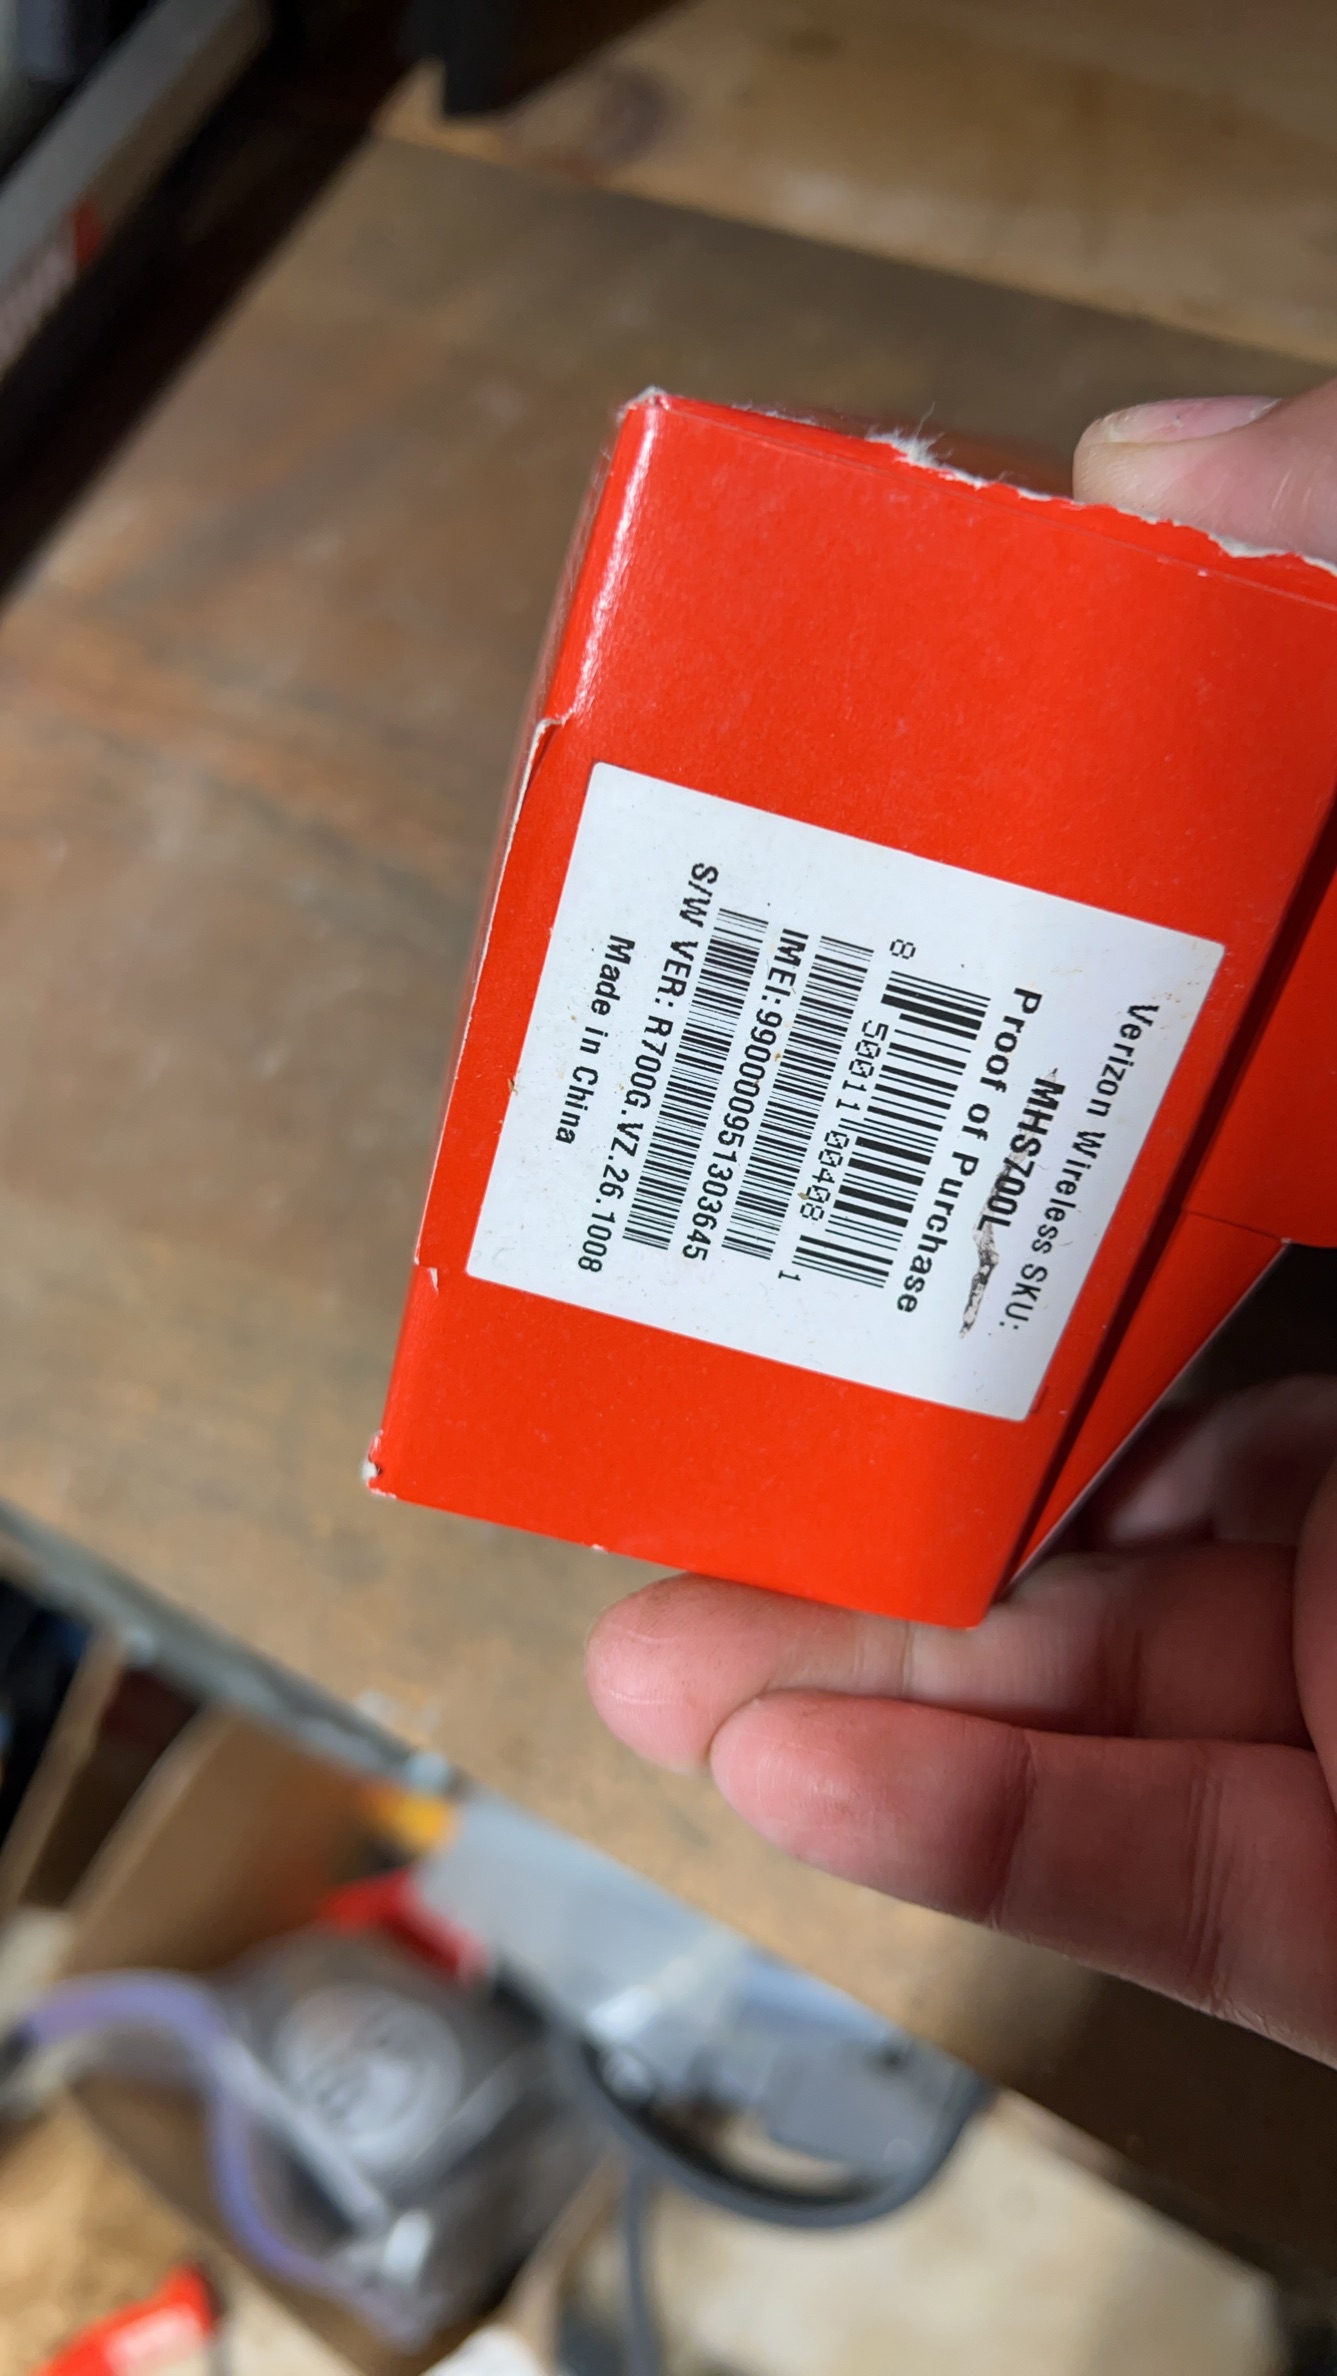 Verizon Wireless SKU:
MHS700L
Proof of Purchase
8 50011 00408 1
IMEI:990000951303645
S/W VER: R700G.VZ.26.1008
Made in China